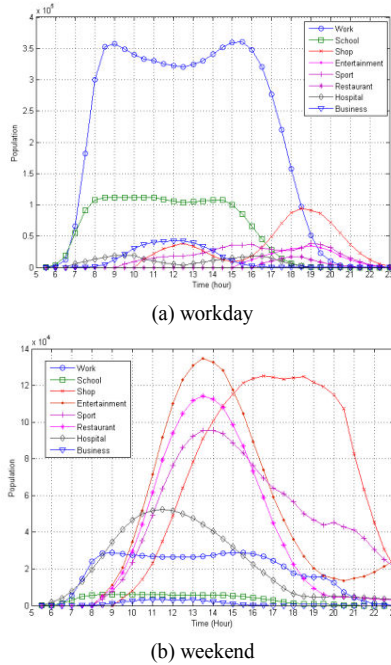 4 x 10⁵
Work
School
Shop
Entertainment
Sport
Restaurant
Hospital
Business
3.5
3
2.5
2
1.5
1
0.5
0
Population
5 6 7 8 9 10 11 12 13 14 15 16 17 18 19 20 21 22 23
Time (hour)
(a) workday
14 x 10⁴
Work
School
Shop
Entertainment
Sport
Restaurant
Hospital
Business
12
10
8
6
4
2
0
Population
5 6 7 8 9 10 11 12 13 14 15 16 17 18 19 20 21 22 23
Time (Hour)
(b) weekend